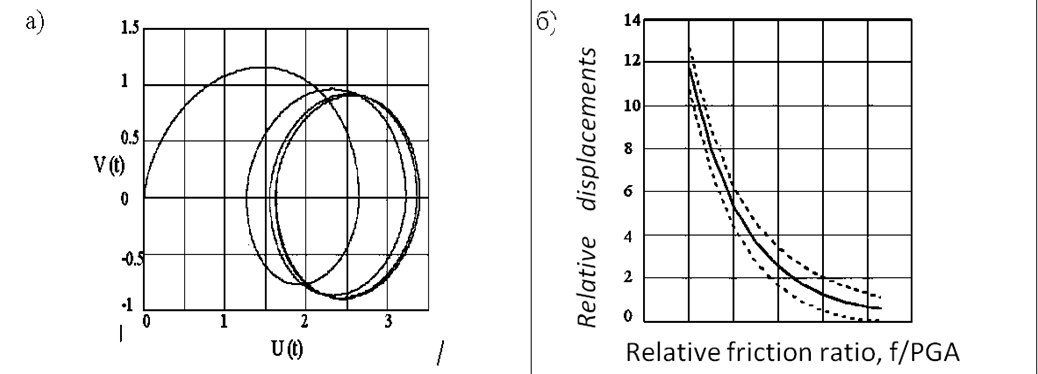 а)
1.5
1
0.5
V (t)
0
-0.5
-1
0 1 2 3
U (t)
б)
14
12
10
8
6
4
2
0
Relative displacements
Relative friction ratio, f/PGA